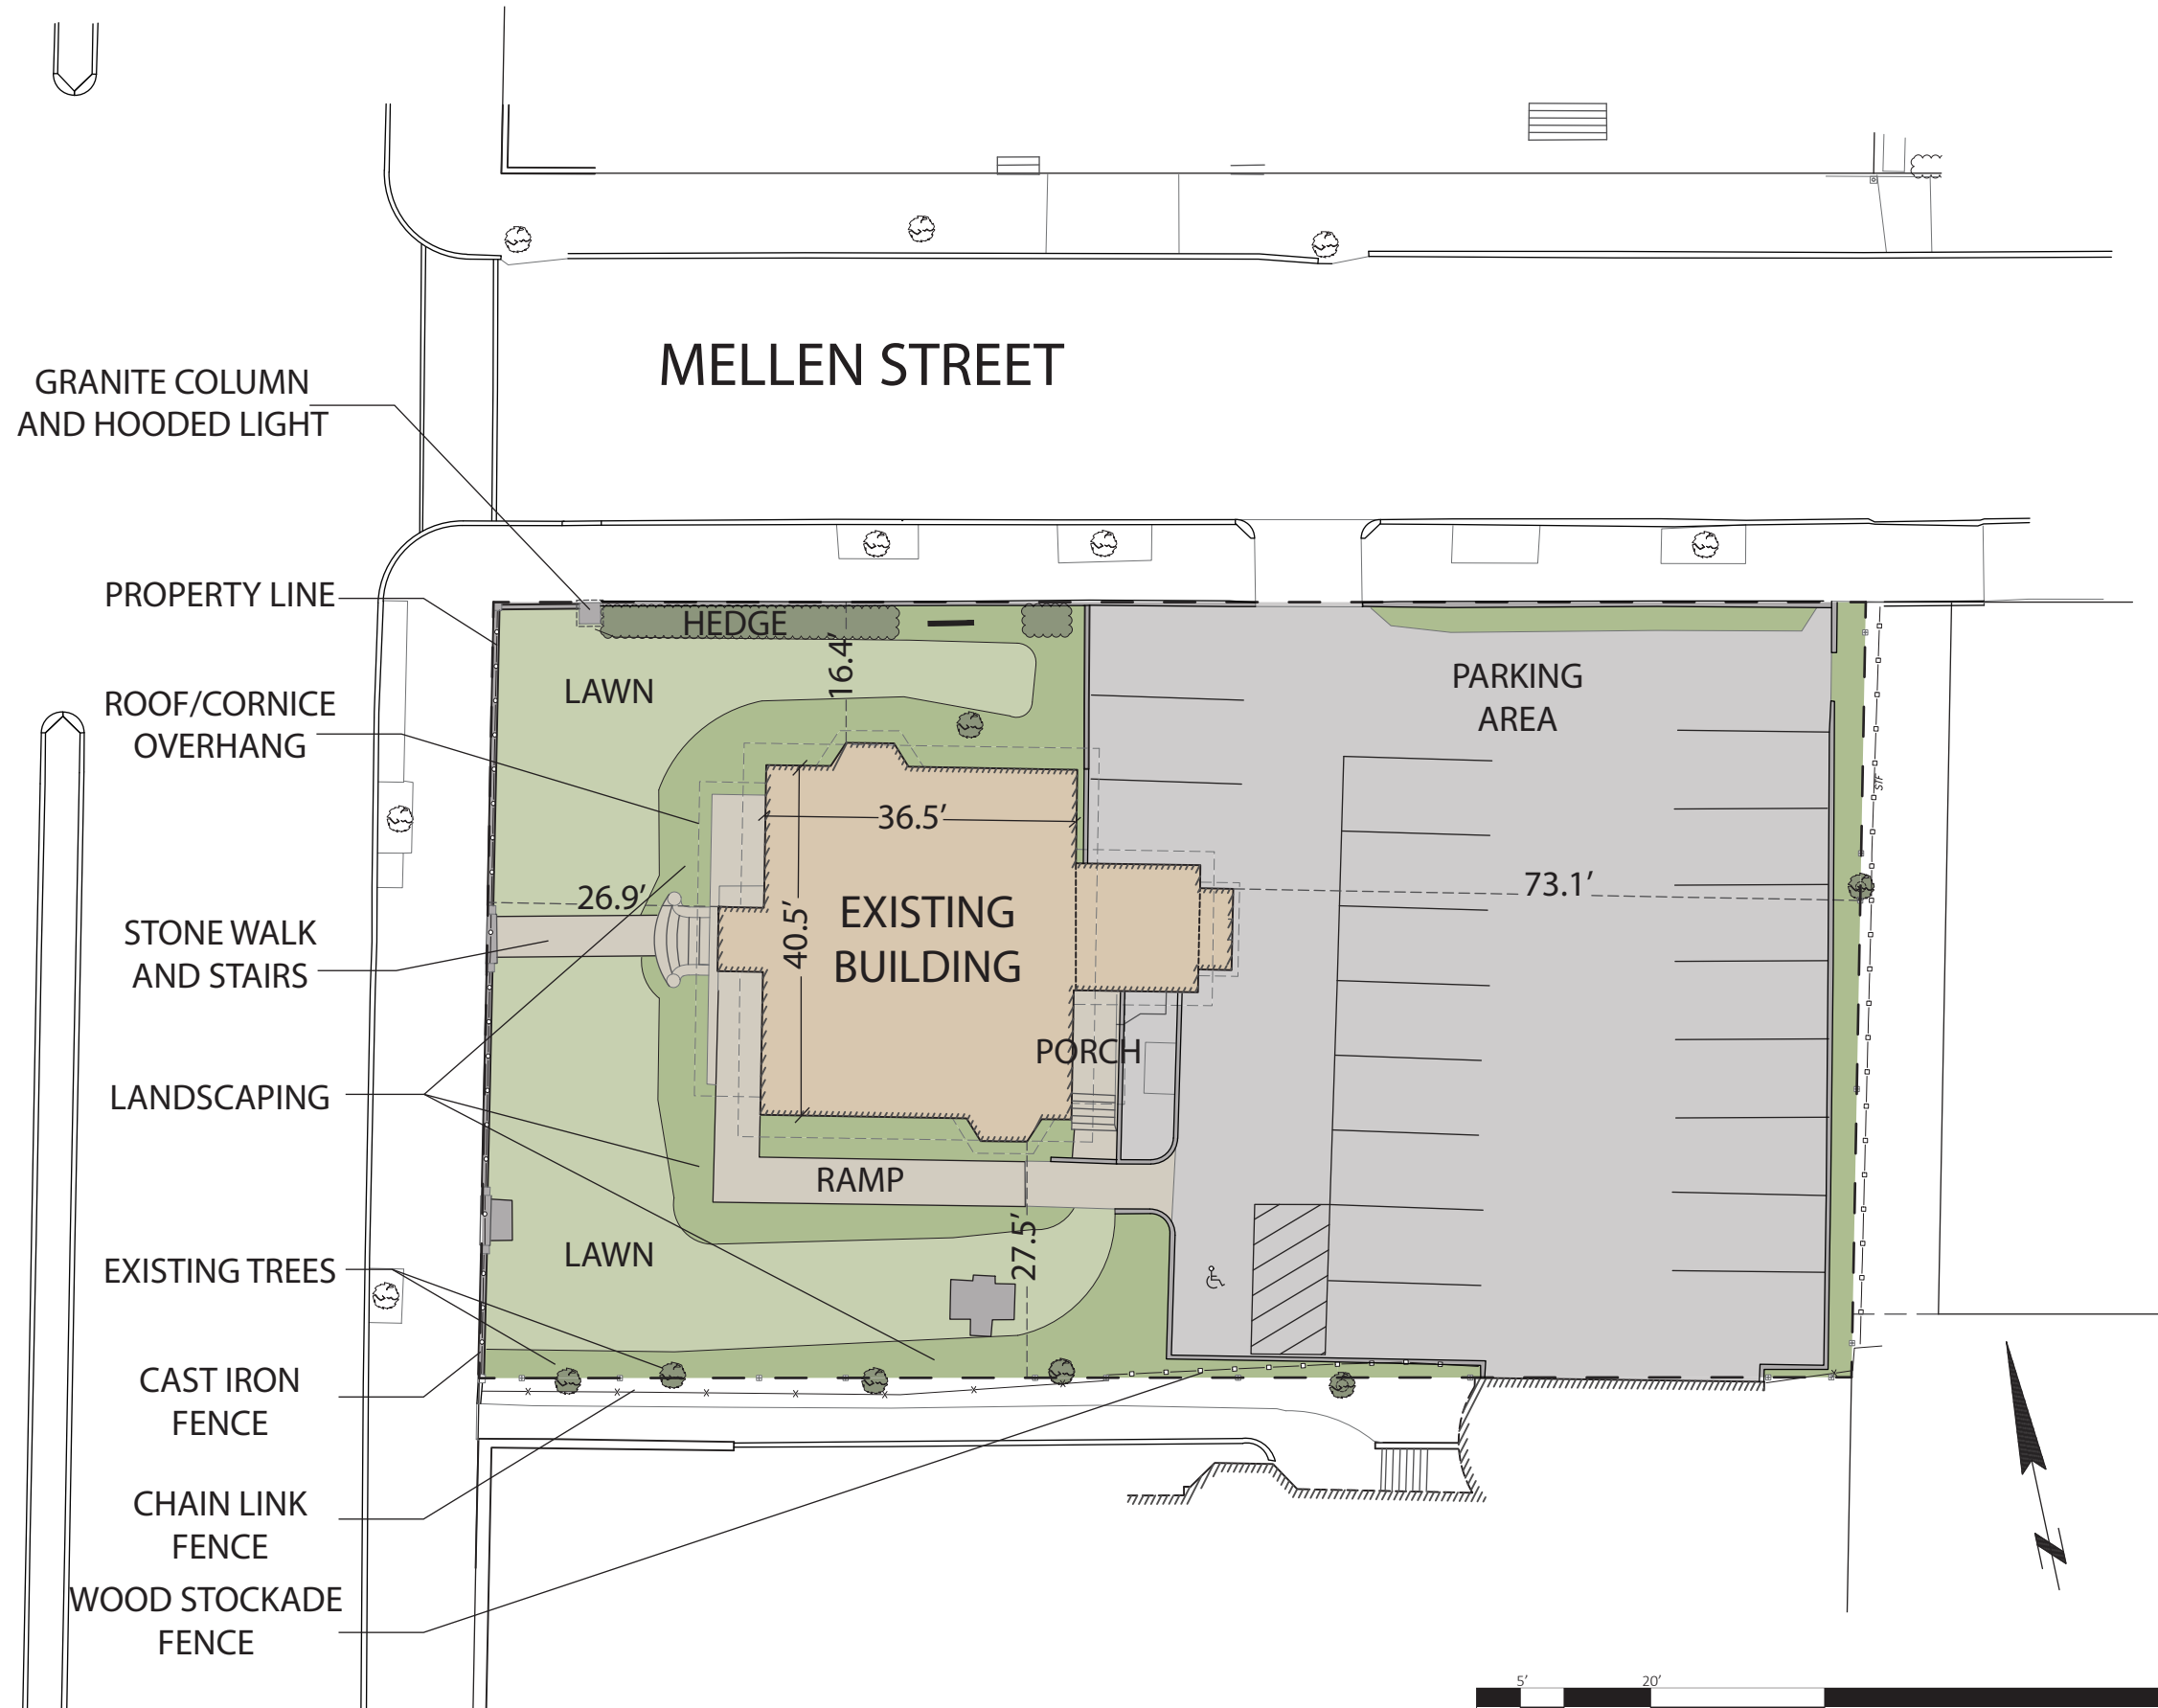 MELLEN STREET
GRANITE COLUMN
AND HOODED LIGHT
PROPERTY LINE
HEDGE
16.4’
LAWN
PARKING
AREA
ROOF/CORNICE
OVERHANG
STF
36.5’
26.9’
73.1’
40.5’
EXISTING
BUILDING
STONE WALK
AND STAIRS
PORCH
LANDSCAPING
RAMP
LAWN
27.5’
EXISTING TREES
CAST IRON
FENCE
CHAIN LINK
FENCE
WOOD STOCKADE
FENCE
5’
20’